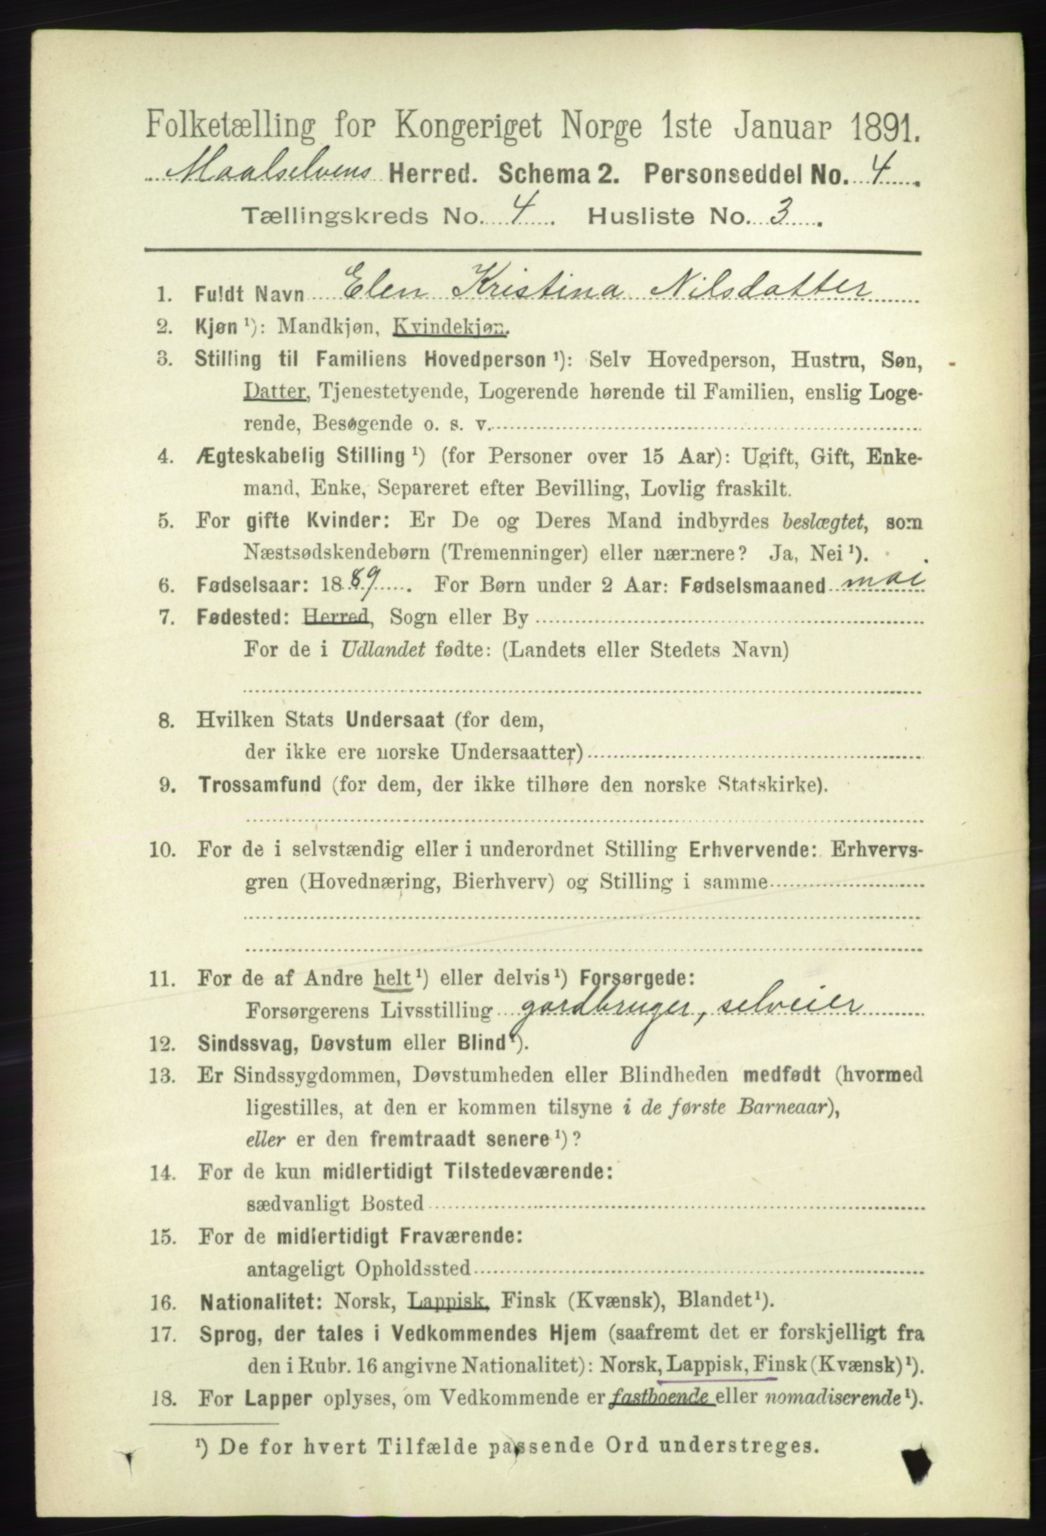 Folketælling for Kongeriget Norge 1ste Januar 1891.
Maalselvens Herred. Schema 2. Personseddel No. 4
Tællingskreds No. 4. Husliste No. 3.
1. Fuldt Navn Elen Kristina Nilsdatter
2. Kjøn ¹): Mandkjøn, Kvindekjøn.
3. Stilling til Familiens Hovedperson ¹): Selv Hovedperson, Hustru, Søn,
Datter, Tjenestetyende, Logerende hørende til Familien, enslig Loge-
rende, Besøgende o. s. v.
4. Ægteskabelig Stilling ¹) (for Personer over 15 Aar): Ugift, Gift, Enke-
mand, Enke, Separeret efter Bevilling, Lovlig fraskilt.
5. For gifte Kvinder: Er De og Deres Mand indbyrdes beslægtet, som
Næstsødskendebørn (Tremenninger) eller nærmere? Ja, Nei ¹).
6. Fødselsaar: 1889. For Børn under 2 Aar: Fødselsmaaned mai
7. Fødested: Herred, Sogn eller By
For de i Udlandet fødte: (Landets eller Stedets Navn)
8. Hvilken Stats Undersaat (for dem,
der ikke ere norske Undersaatter)
9. Trossamfund (for dem, der ikke tilhøre den norske Statskirke).
10. For de i selvstændig eller i underordnet Stilling Erhvervende: Erhvervs-
gren (Hovednæring, Bierhverv) og Stilling i samme
11. For de af Andre helt ¹) eller delvis ¹) Forsørgede:
Forsørgerens Livsstilling gardbruger, selveier
12. Sindssvag, Døvstum eller Blind ¹).
13. Er Sindssygdommen, Døvstumheden eller Blindheden medfødt (hvormed
ligestilles, at den er kommen tilsyne i de første Barneaar),
eller er den fremtraadt senere ¹)?
14. For de kun midlertidigt Tilstedeværende:
sædvanligt Bosted
15. For de midlertidigt Fraværende:
antageligt Opholdssted
16. Nationalitet: Norsk, Lappisk, Finsk (Kvænsk), Blandet ¹).
17. Sprog, der tales i Vedkommendes Hjem (saafremt det er forskjelligt fra
den i Rubr. 16 angivne Nationalitet): Norsk, Lappisk, Finsk (Kvænsk) ¹).
18. For Lapper oplyses, om Vedkommende er fastboende eller nomadiserende ¹).
¹) De for hvert Tilfælde passende Ord understreges.